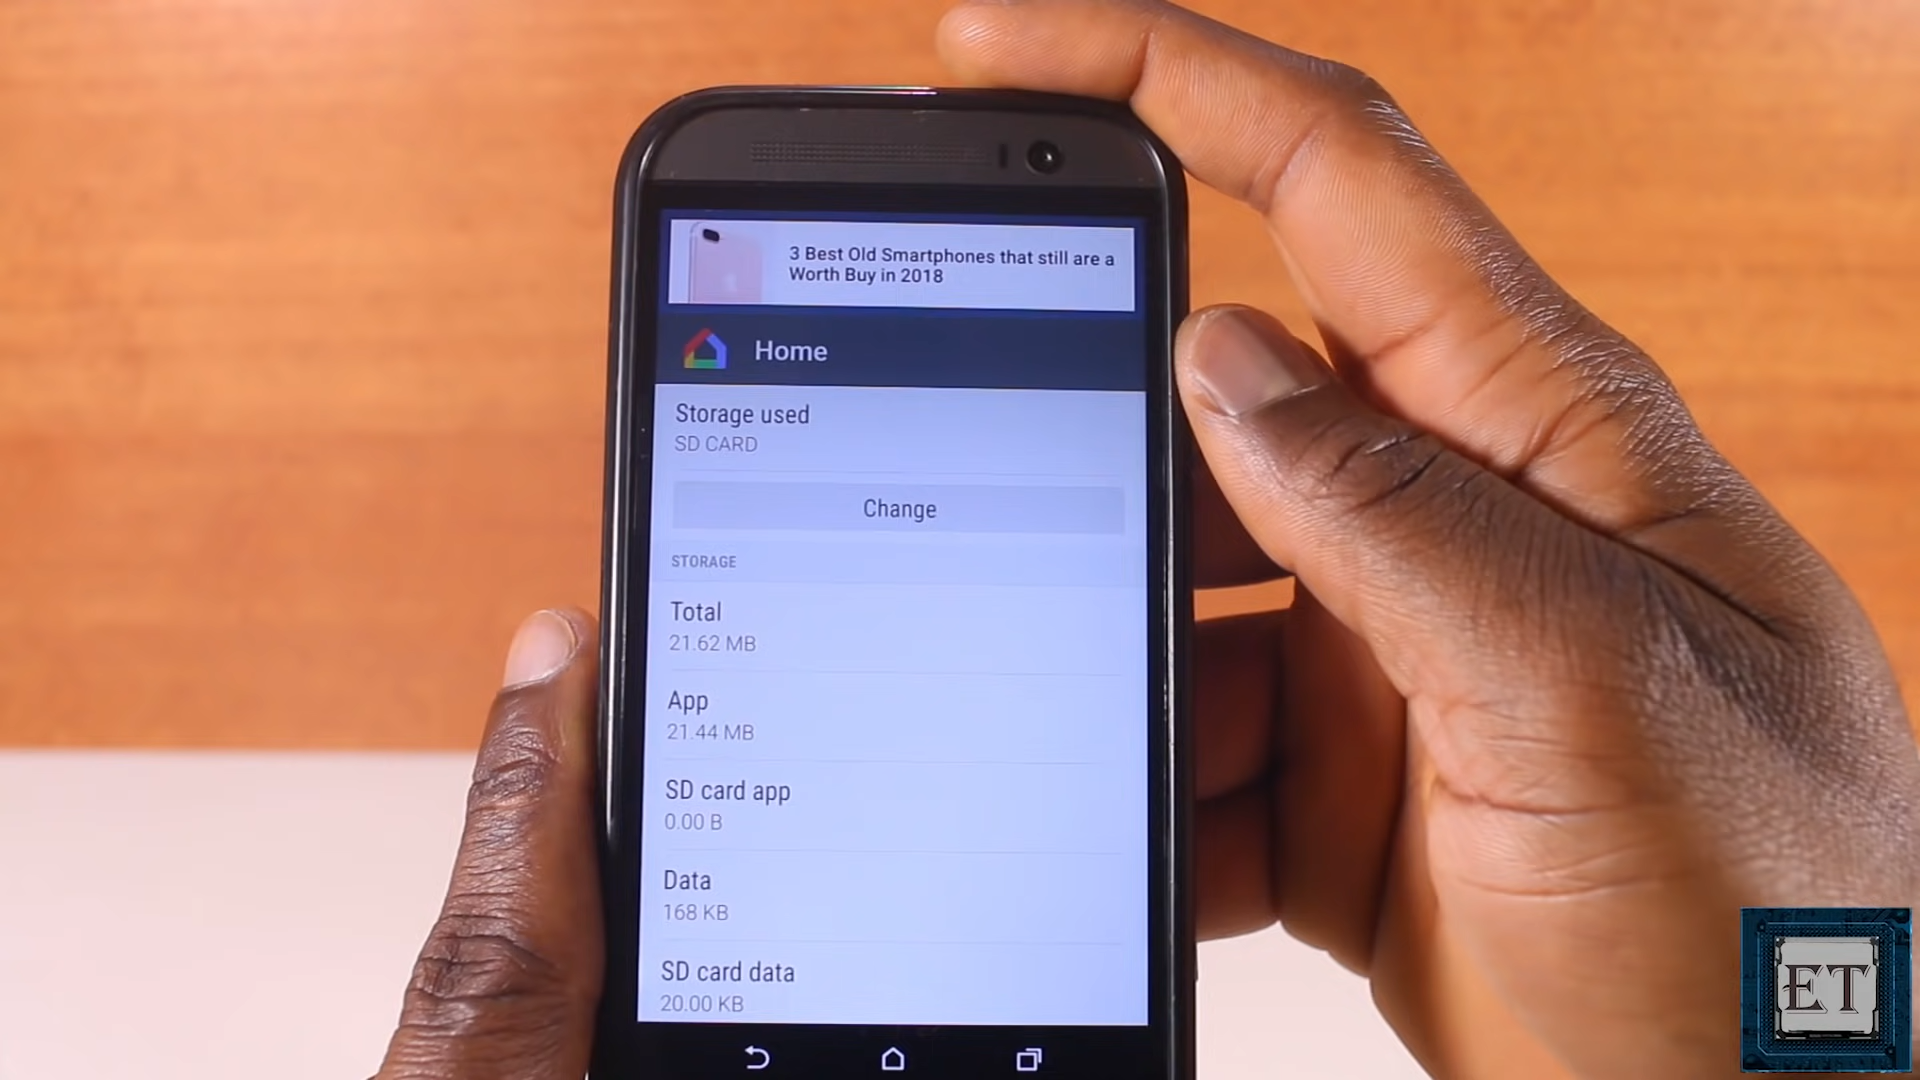 3 Best Old Smartphones that still are a
Worth Buy in 2018
Home
Storage used
SD CARD
Change
STORAGE
Total
21.62 MB
App
21.44 MB
SD card app
0.00 B
Data
168 KB
SD card data
20.00 KB
ET